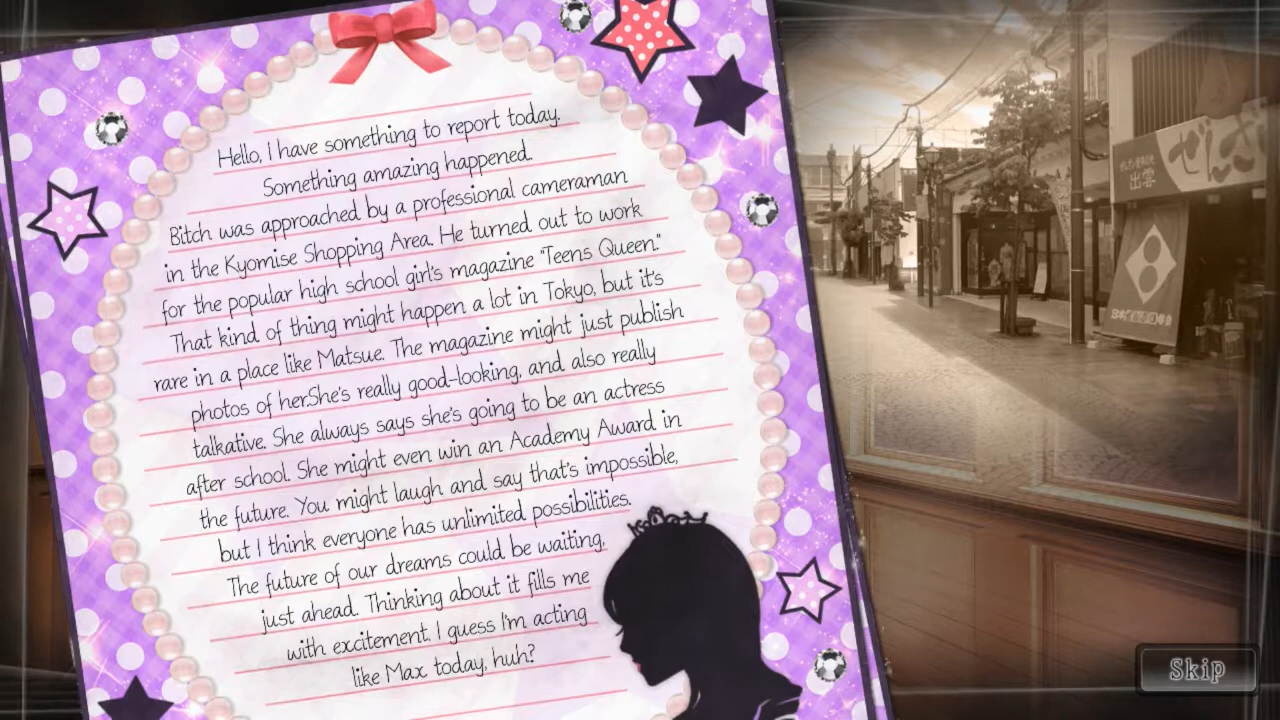 Hello, I have something to report today.
Something amazing happened.
Bitch was approached by a professional cameraman
in the Kyomise Shopping Area. He turned out to work
for the popular high school girl's magazine "Teens Queen."
That kind of thing might happen a lot in Tokyo, but it's
rare in a place like Matsue. The magazine might just publish
photos of her.She's really good-looking, and also really
talkative. She always says she's going to be an actress
after school. She might even win an Academy Award in
the future. You might laugh and say that's impossible,
but I think everyone has unlimited possibilities.
The future of our dreams could be waiting,
just ahead. Thinking about it fills me
with excitement. I guess I'm acting
like Max today, huh?
出雲
ぜんざい
Skip